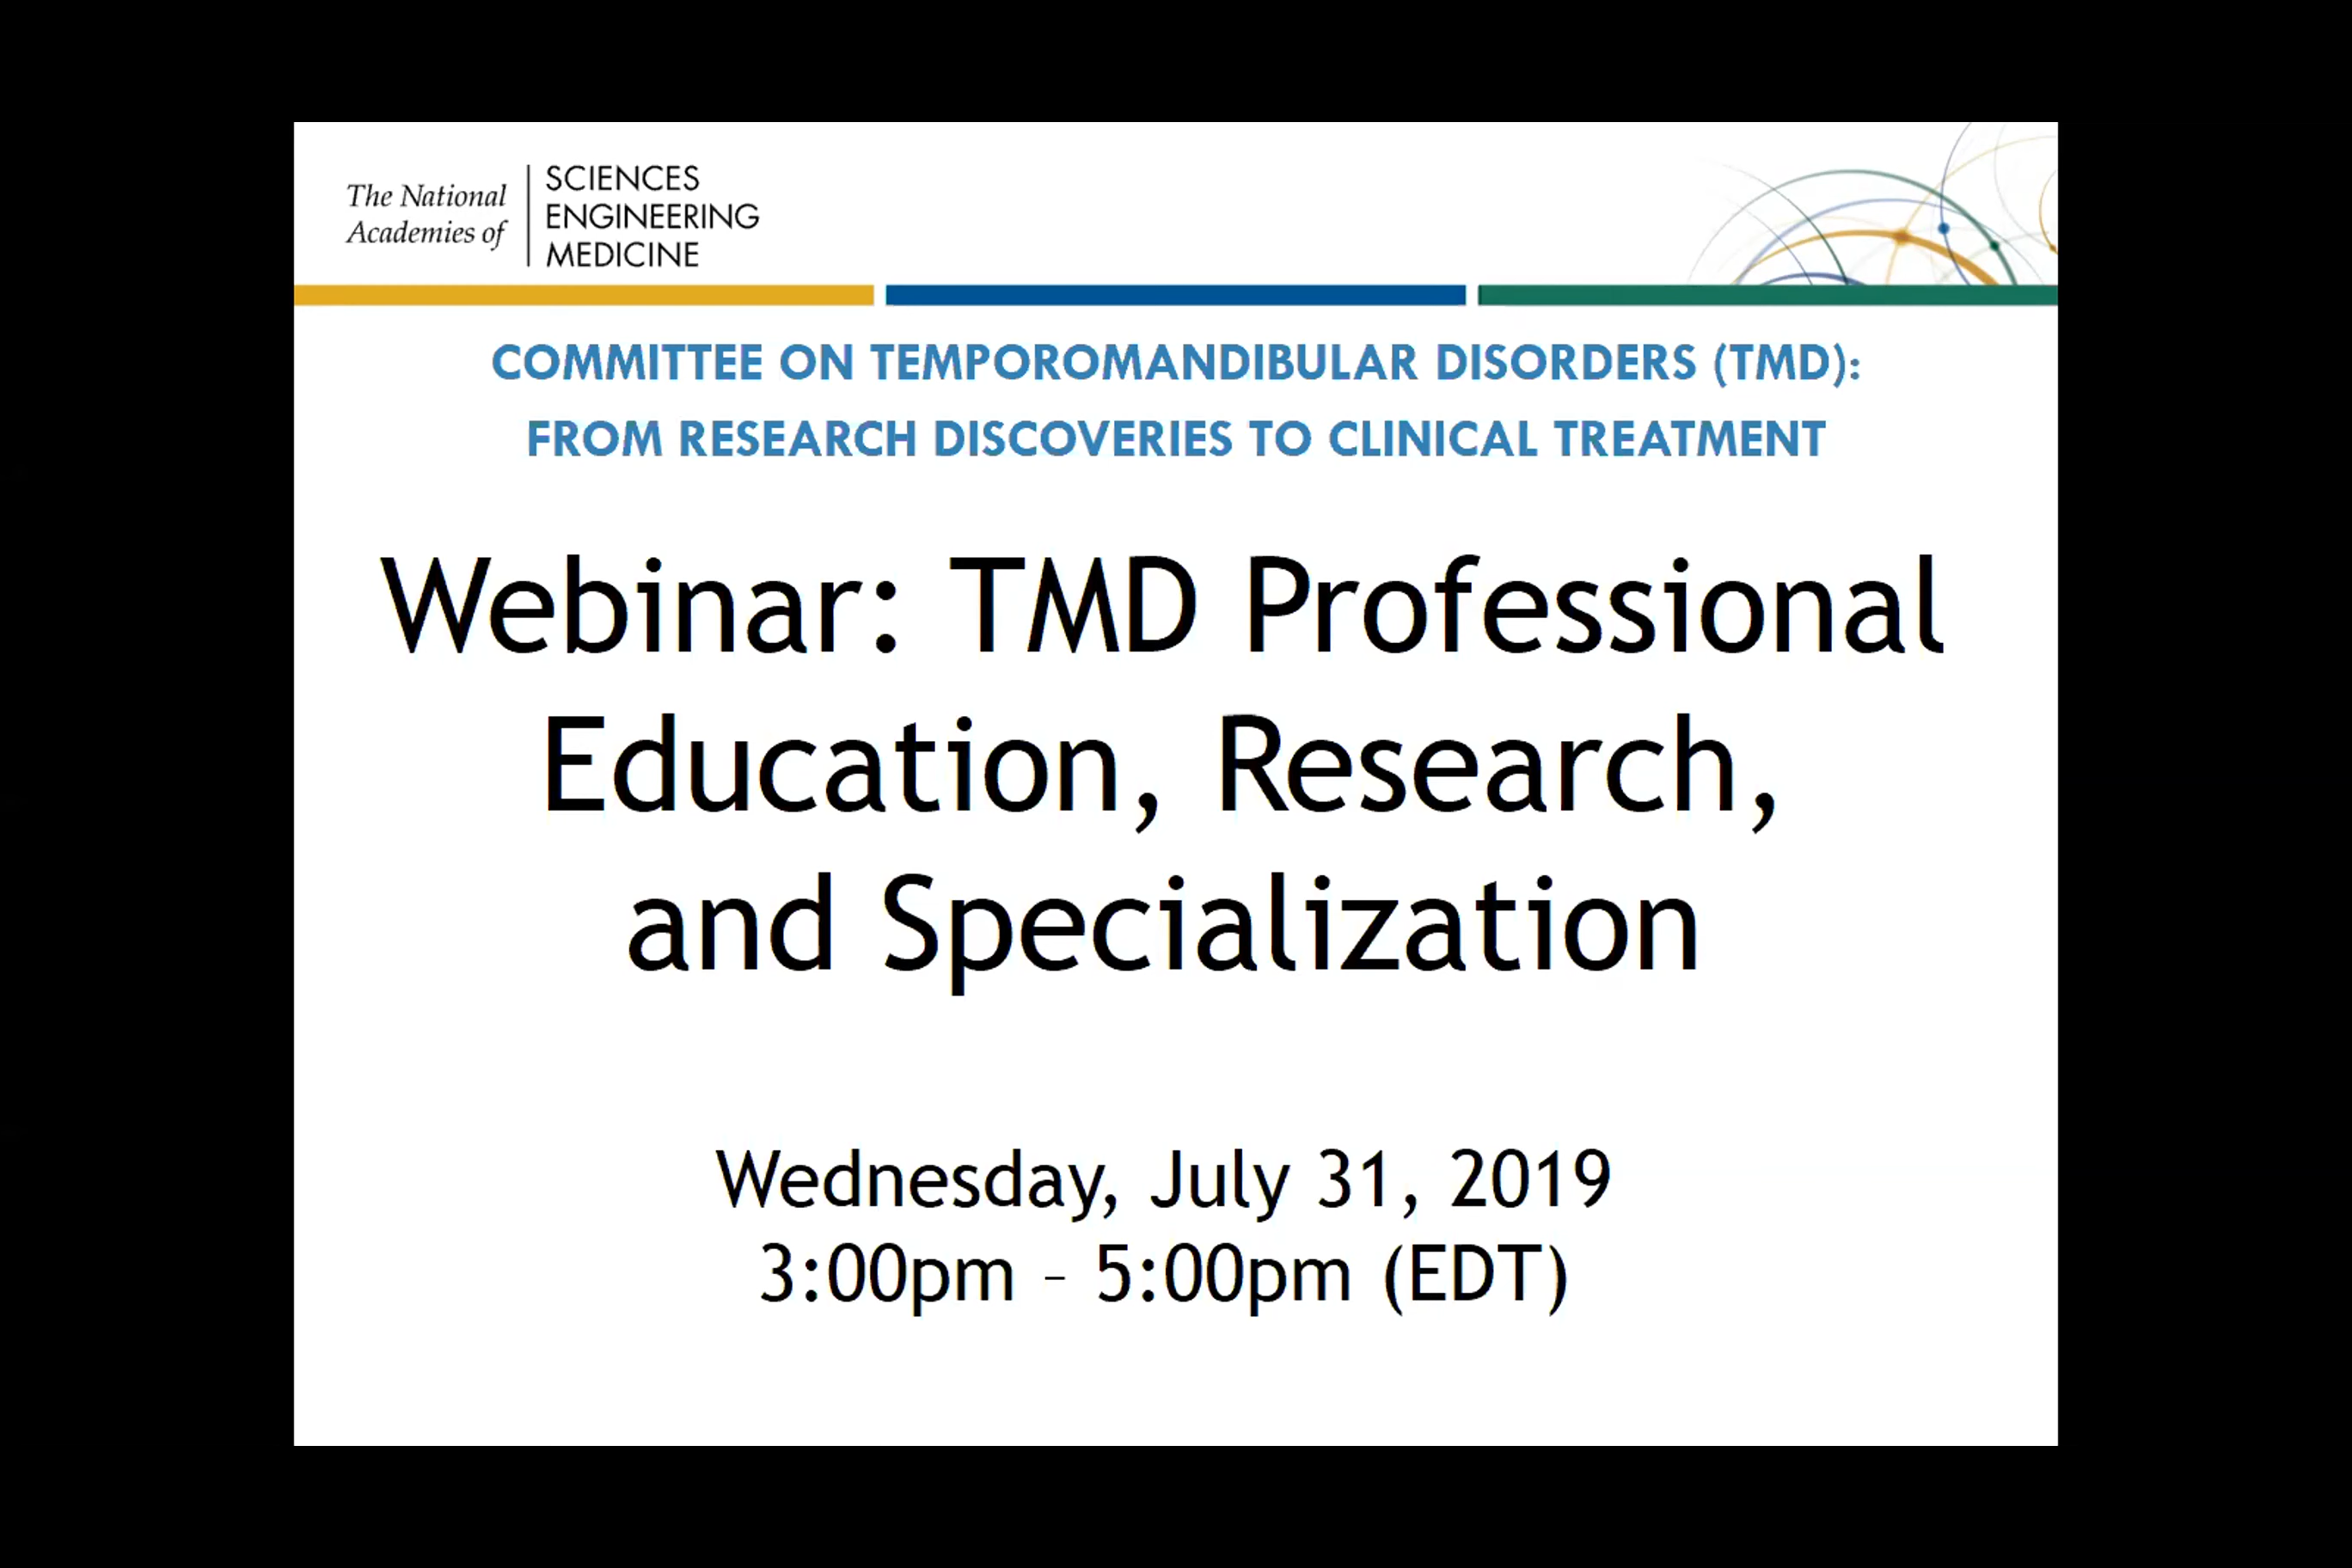 The National
Academies of
SCIENCES
ENGINEERING
MEDICINE
COMMITTEE ON TEMPOROMANDIBULAR DISORDERS (TMD):
FROM RESEARCH DISCOVERIES TO CLINICAL TREATMENT
Webinar: TMD Professional
Education, Research,
and Specialization
Wednesday, July 31, 2019
3:00pm - 5:00pm (EDT)